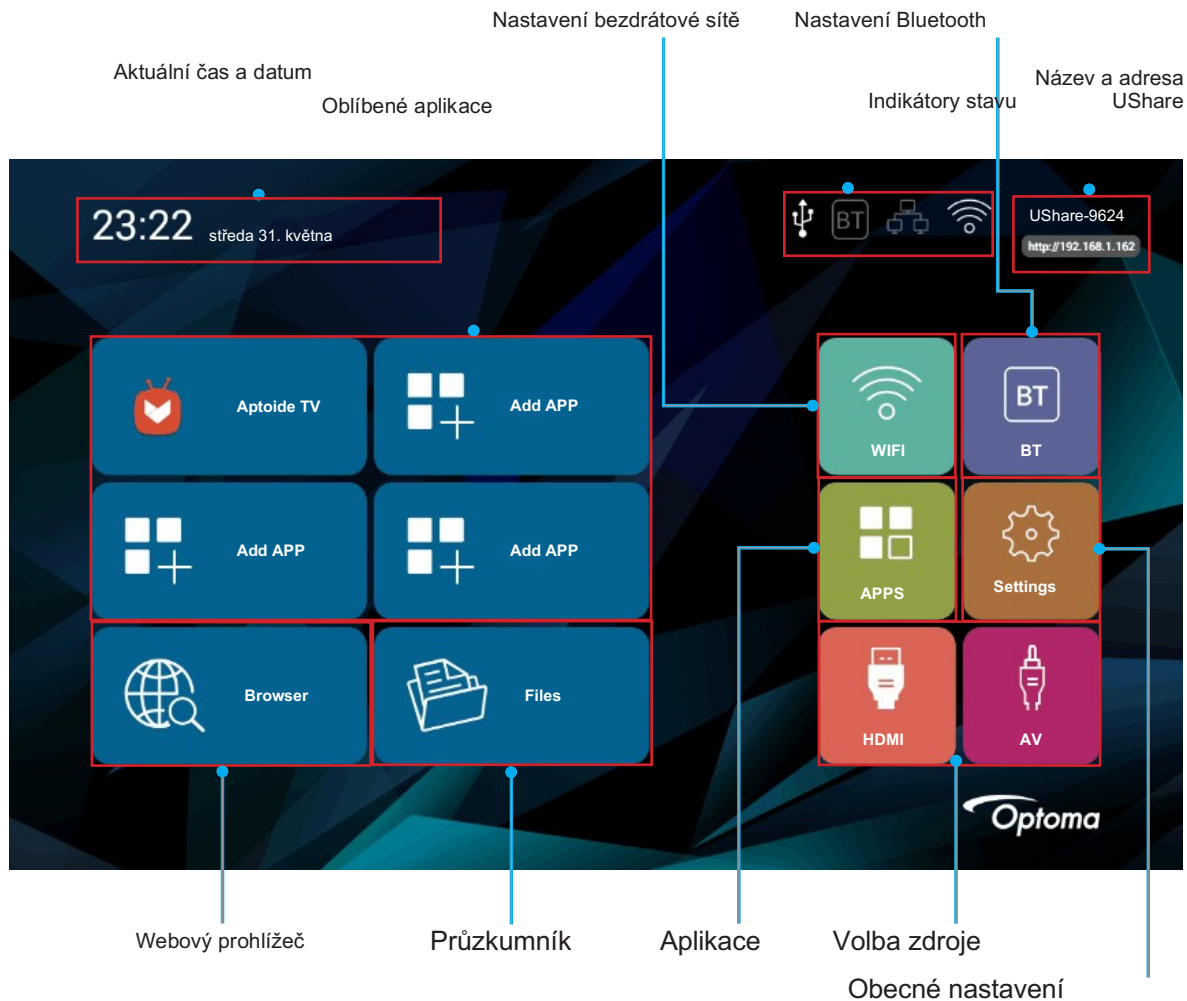 Nastavení bezdrátové sítě
Nastavení Bluetooth
Aktuální čas a datum
Název a adresa
UShare
Oblíbené aplikace
Indikátory stavu
23:22
středa 31. května
BT
UShare-9624
http://192.168.1.162
Aptoide TV
Add APP
WIFI
BT
BT
Add APP
Add APP
APPS
Settings
Browser
Files
HDMI
AV
Optoma
Webový prohlížeč
Průzkumník
Aplikace
Volba zdroje
Obecné nastavení